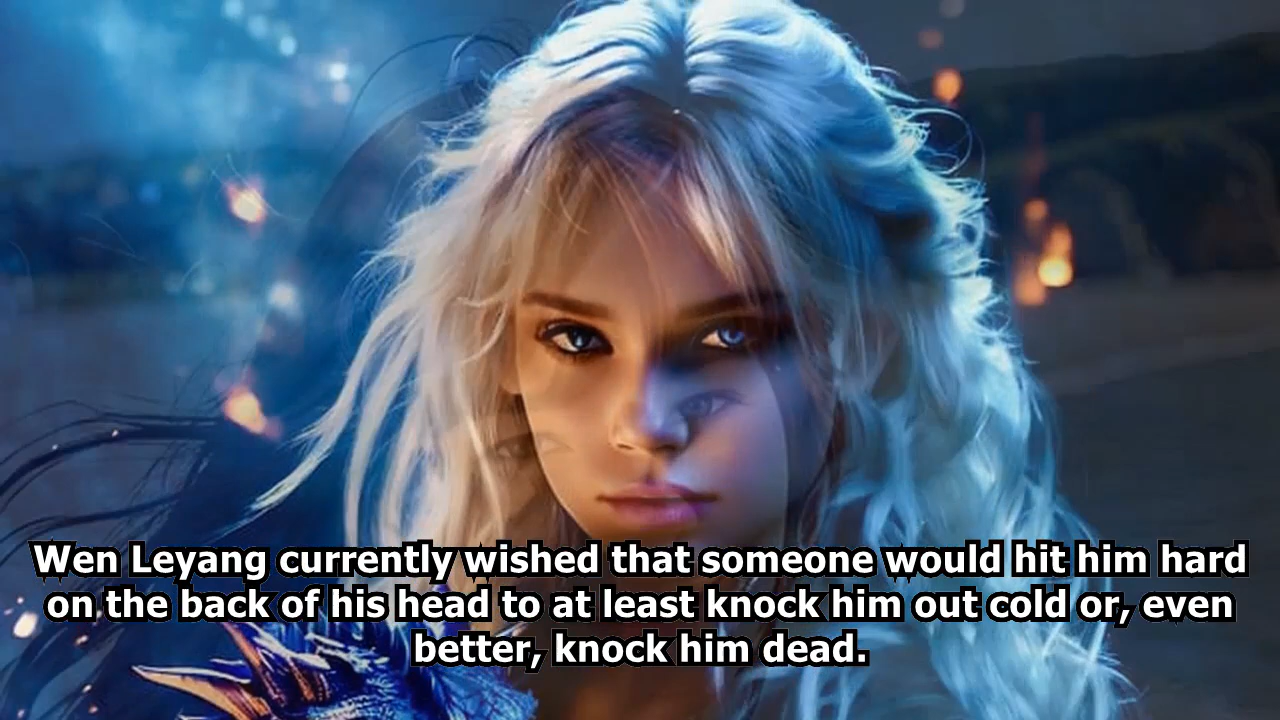 Wen Leyang currently wished that someone would hit him hard
on the back of his head to at least knock him out cold or, even
better, knock him dead.